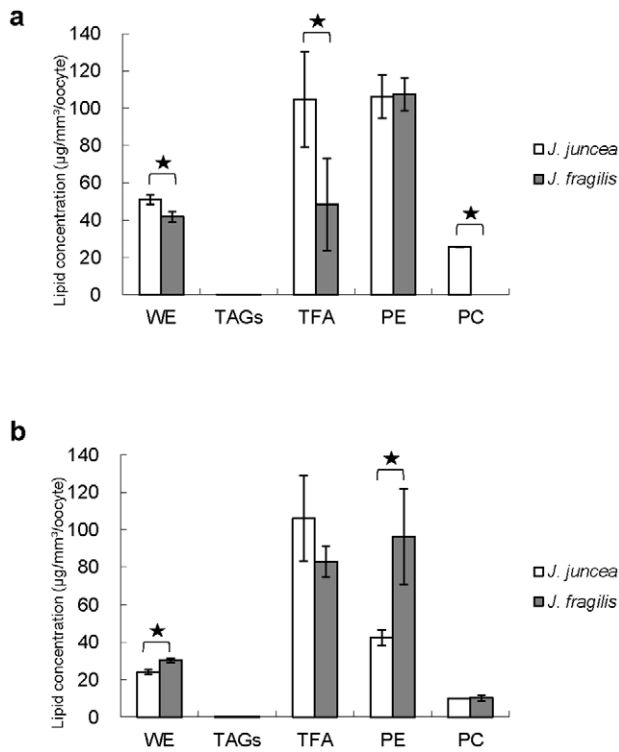 a
Lipid concentration (µg/mm³/oocyte)
140
120
100
80
60
40
20
0
★
★
★
WE TAGs TFA PE PC
J. juncea
J. fragilis
b
Lipid concentration (µg/mm³/oocyte)
140
120
100
80
60
40
20
0
★
★
WE TAGs TFA PE PC
J. juncea
J. fragilis